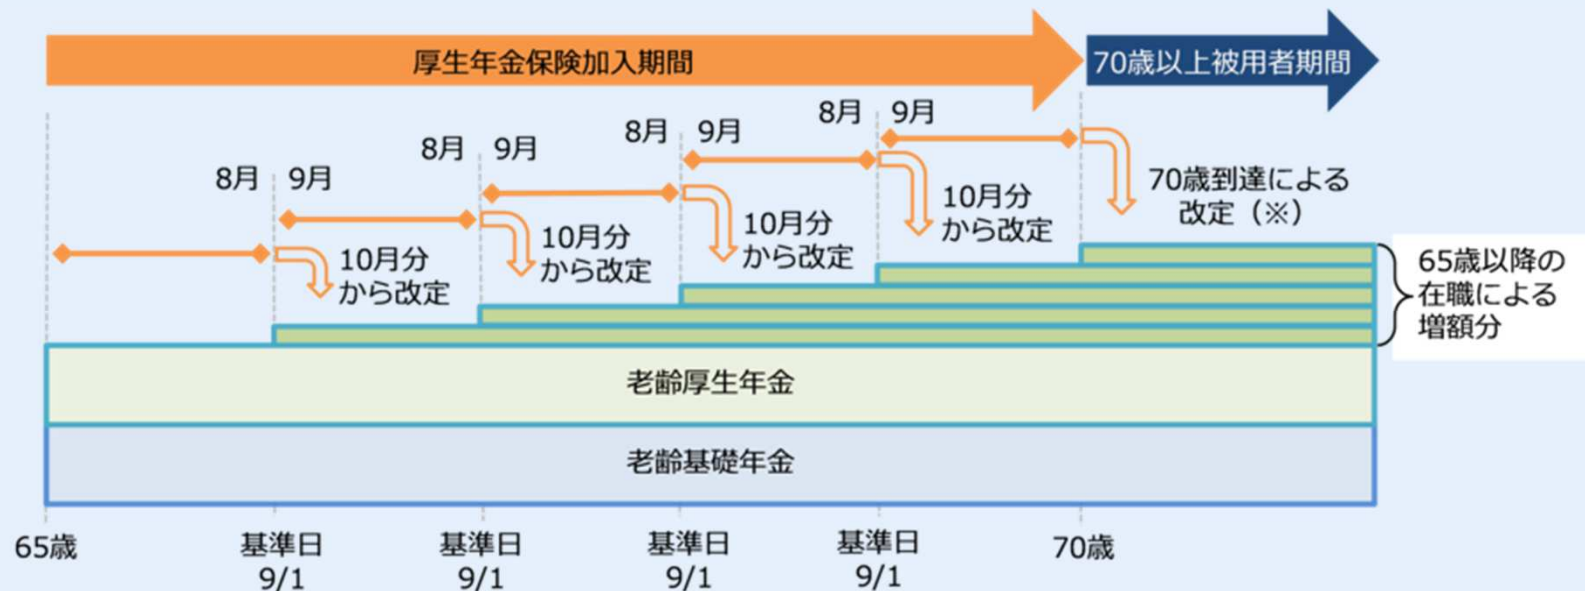 厚生年金保険加入期間
70歳以上被用者期間
8月 9月
8月 9月
8月 9月
8月 9月
10月分
から改定
10月分
から改定
10月分
から改定
10月分
から改定
70歳到達による
改定（※）
65歳以降の
在職による
増額分
老齢厚生年金
老齢基礎年金
65歳
基準日
9/1
基準日
9/1
基準日
9/1
基準日
9/1
70歳